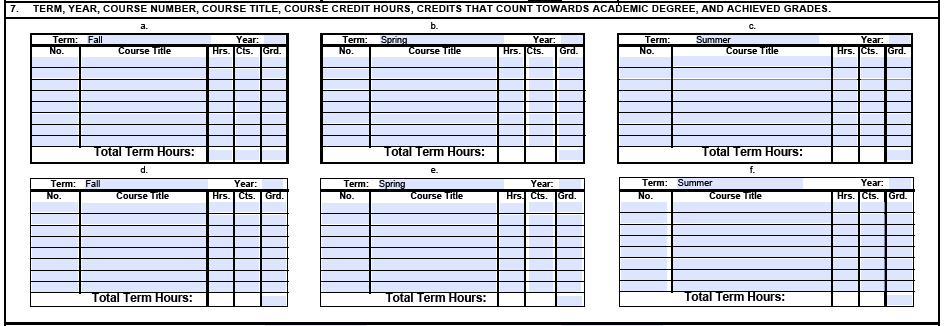 7. TERM, YEAR, COURSE NUMBER, COURSE TITLE, COURSE CREDIT HOURS, CREDITS THAT COUNT TOWARDS ACADEMIC DEGREE, AND ACHIEVED GRADES.
a.
Term: Fall Year:
No. Course Title Hrs. Cts. Grd.
Total Term Hours:
b.
Term: Spring Year:
No. Course Title Hrs. Cts. Grd.
Total Term Hours:
c.
Term: Summer Year:
No. Course Title Hrs. Cts. Grd.
Total Term Hours:
d.
Term: Fall Year:
No. Course Title Hrs. Cts. Grd.
Total Term Hours:
e.
Term: Spring Year:
No. Course Title Hrs. Cts. Grd.
Total Term Hours:
f.
Term: Summer Year:
No. Course Title Hrs. Cts. Grd.
Total Term Hours: